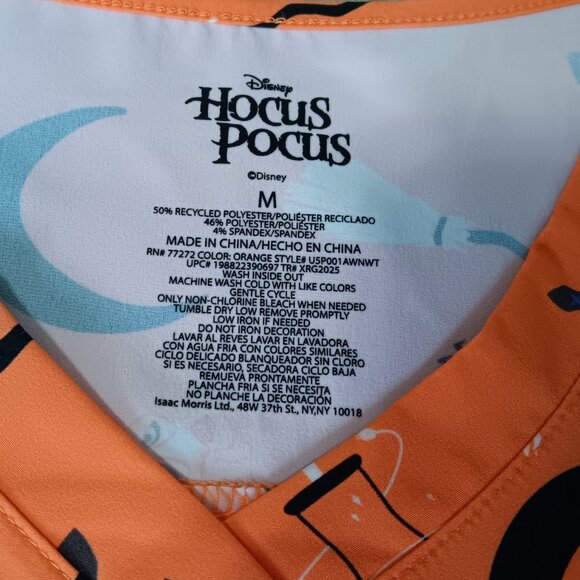 Disney
HOCUS
POCUS
©Disney
M
50% RECYCLED POLYESTER/POLIÉSTER RECICLADO
46% POLYESTER/POLIÉSTER
4% SPANDEX/SPANDEX
MADE IN CHINA/HECHO EN CHINA
RN# 77272 COLOR: ORANGE STYLE# U5P001AWNWT
UPC# 198822390697 TR# XRG2025
WASH INSIDE OUT
MACHINE WASH COLD WITH LIKE COLORS
GENTLE CYCLE
ONLY NON-CHLORINE BLEACH WHEN NEEDED
TUMBLE DRY LOW REMOVE PROMPTLY
LOW IRON IF NEEDED
DO NOT IRON DECORATION
LAVAR AL REVES LAVAR EN LAVADORA
CON AGUA FRIA CON COLORES SIMILARES
CICLO DELICADO BLANQUEADOR SIN CLORO
SI ES NECESARIO, SECADORA CICLO BAJA
REMUEVA PRONTAMENTE
PLANCHA FRIA SI SE NECESITA
NO PLANCHE LA DECORACIÓN
Isaac Morris Ltd., 48W 37th St., NY,NY 10018